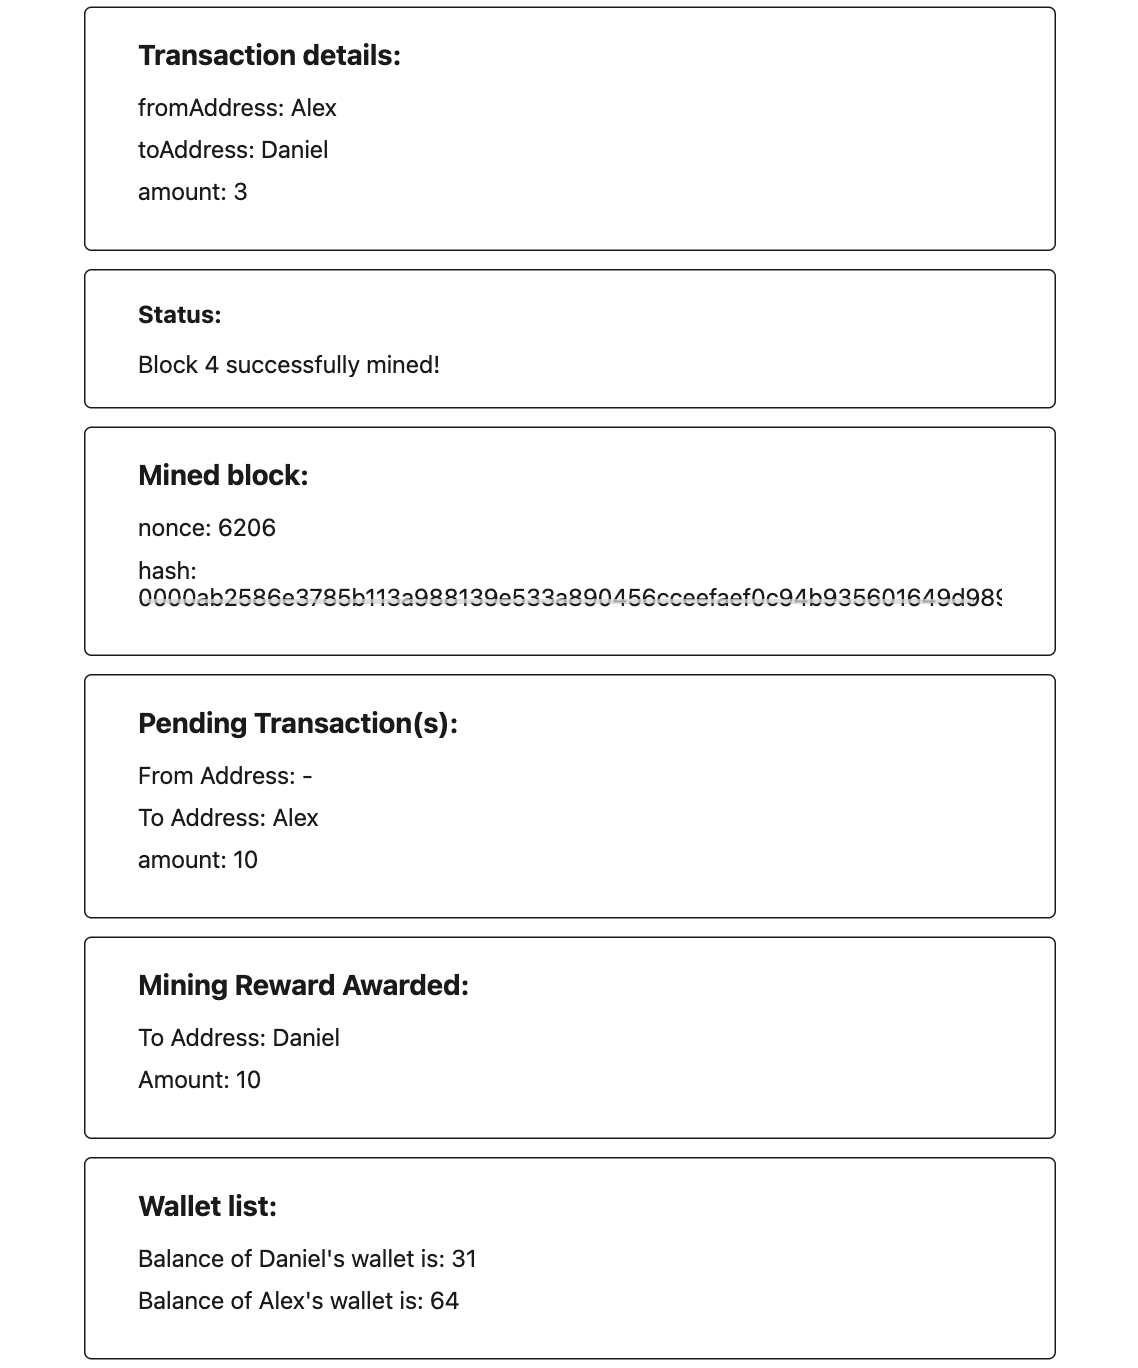 Transaction details:
fromAddress: Alex
toAddress: Daniel
amount: 3
Status:
Block 4 successfully mined!
Mined block:
nonce: 6206
hash:
0000ab2586e3785b113a988139e533a890456cceefaef0c94b935601649d989
Pending Transaction(s):
From Address: -
To Address: Alex
amount: 10
Mining Reward Awarded:
To Address: Daniel
Amount: 10
Wallet list:
Balance of Daniel's wallet is: 31
Balance of Alex's wallet is: 64